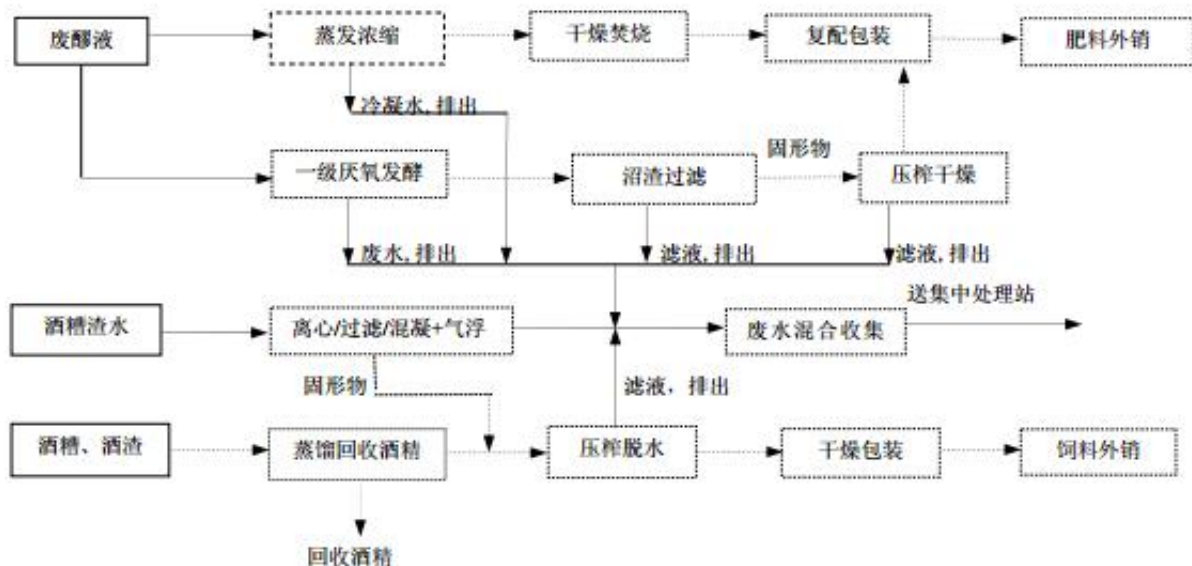 废醪液
蒸发浓缩
干燥焚烧
复配包装
肥料外销
冷凝水,排出
固形物
一级厌氧发酵
沼渣过滤
压榨干燥
废水,排出
滤液,排出
滤液,排出
送集中处理站
酒糟渣水
离心/过滤/混凝+气浮
废水混合收集
固形物
滤液，排出
酒糟、酒渣
蒸馏回收酒精
压榨脱水
干燥包装
饲料外销
回收酒精